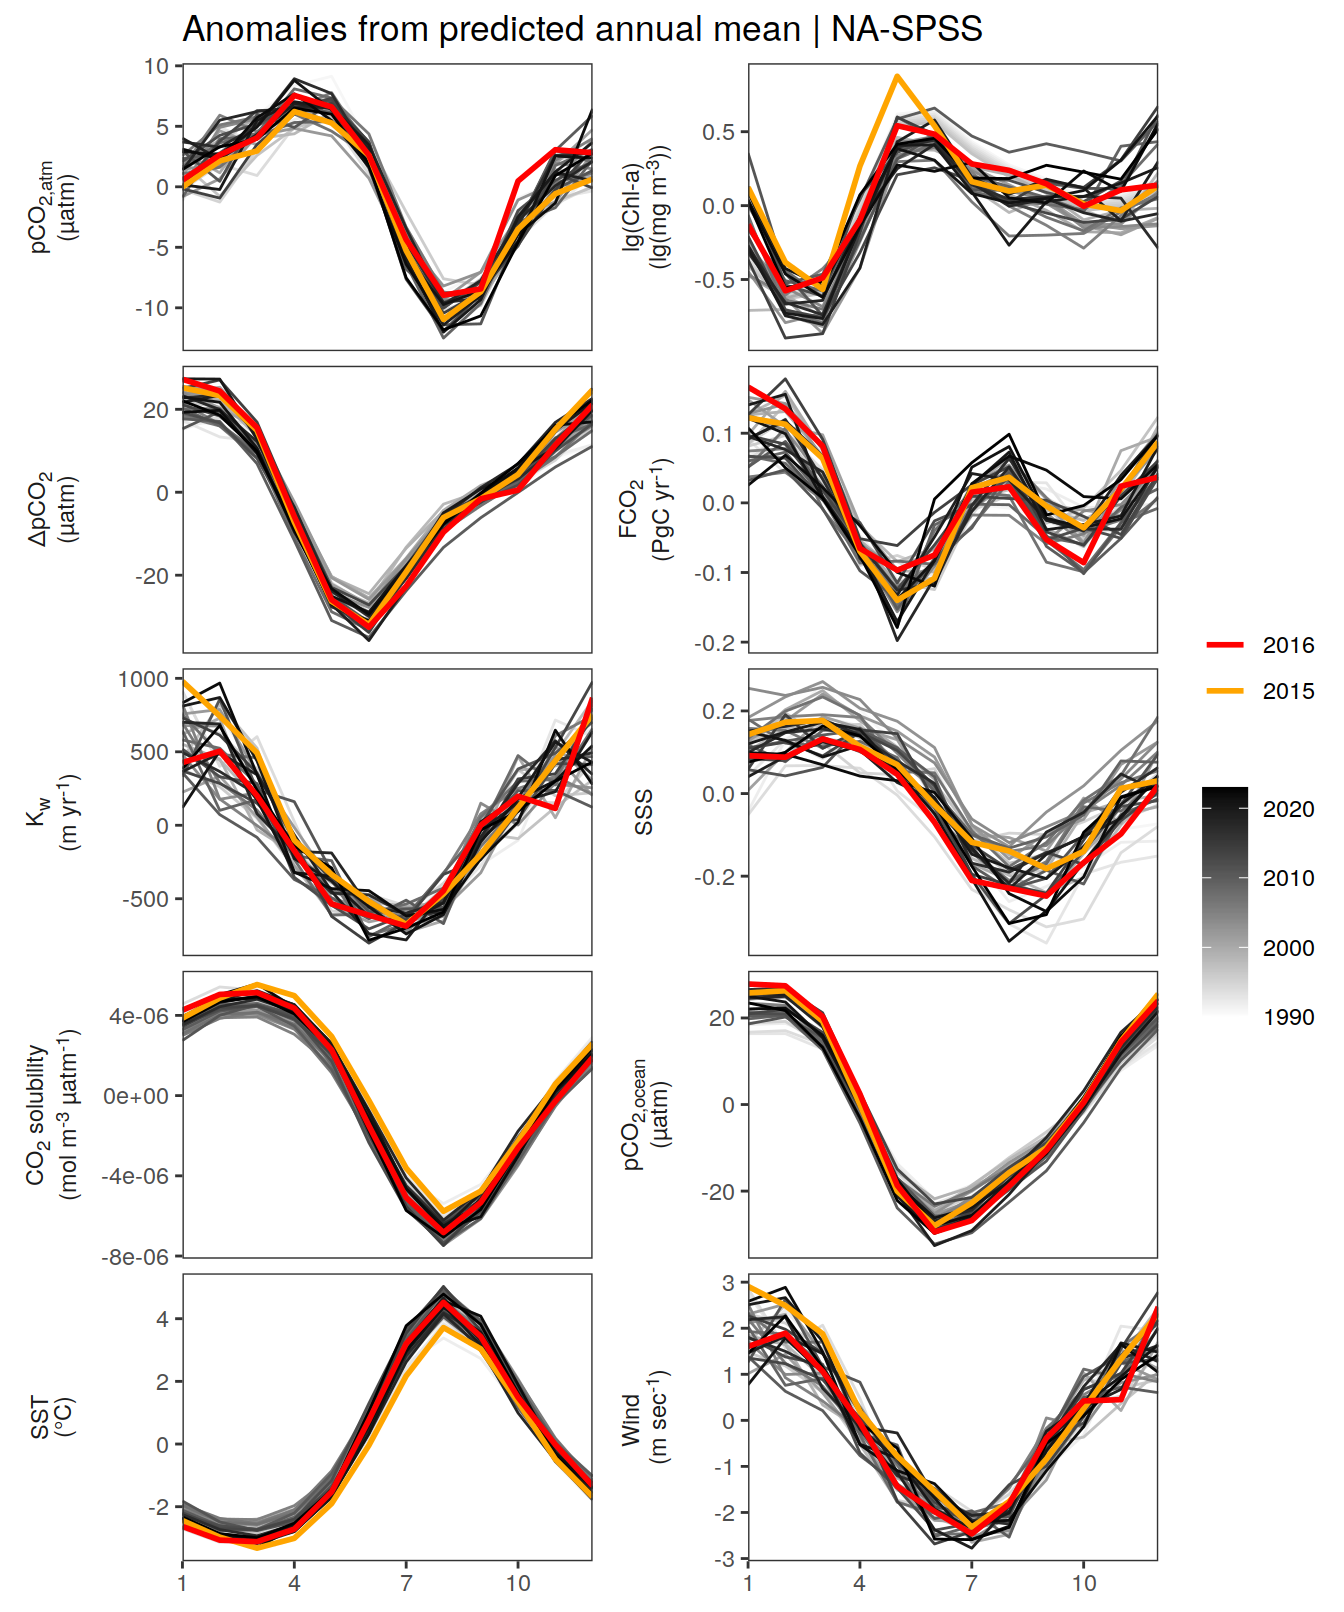 Anomalies from predicted annual mean | NA-SPSS
pCO2,atm
(µatm)
10
5
0
-5
-10
lg(Chl-a)
(lg(mg m-3))
0.5
0.0
-0.5
ΔpCO2
(µatm)
20
0
-20
FCO2
(PgC yr-1)
0.1
0.0
-0.1
-0.2
Kw
(m yr-1)
1000
500
0
-500
SSS
0.2
0.0
-0.2
CO2 solubility
(mol m-3 µatm-1)
4e-06
0e+00
-4e-06
-8e-06
pCO2,ocean
(µatm)
20
0
-20
SST
(°C)
4
2
0
-2
1 4 7 10
Wind
(m sec-1)
3
2
1
0
-1
-2
-3
1 4 7 10
2016
2015
2020
2010
2000
1990